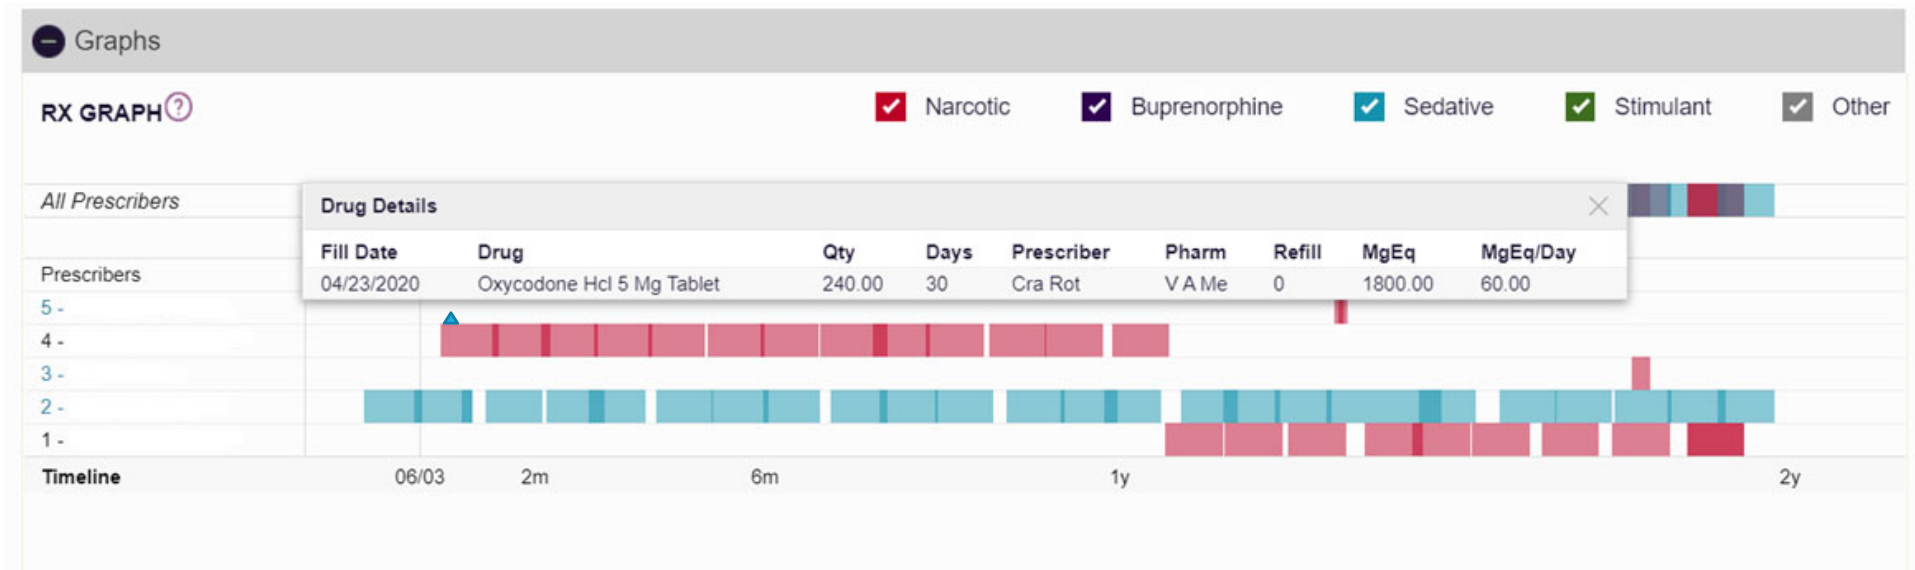 Graphs
RX GRAPH ? Narcotic Buprenorphine Sedative Stimulant Other
All Prescribers
Drug Details
Fill Date Drug Qty Days Prescriber Pharm Refill MgEq MgEq/Day
04/23/2020 Oxycodone Hcl 5 Mg Tablet 240.00 30 Cra Rot V A Me 0 1800.00 60.00
Prescribers
5 -
4 -
3 -
2 -
1 -
Timeline 06/03 2m 6m 1y 2y